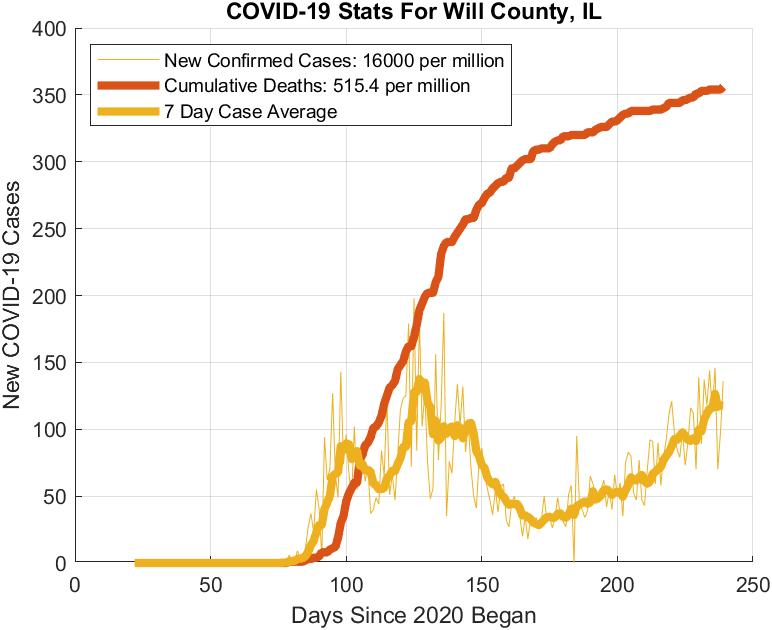 COVID-19 Stats For Will County, IL
New Confirmed Cases: 16000 per million
Cumulative Deaths: 515.4 per million
7 Day Case Average
400
350
300
250
200
150
100
50
0
New COVID-19 Cases
0 50 100 150 200 250
Days Since 2020 Began